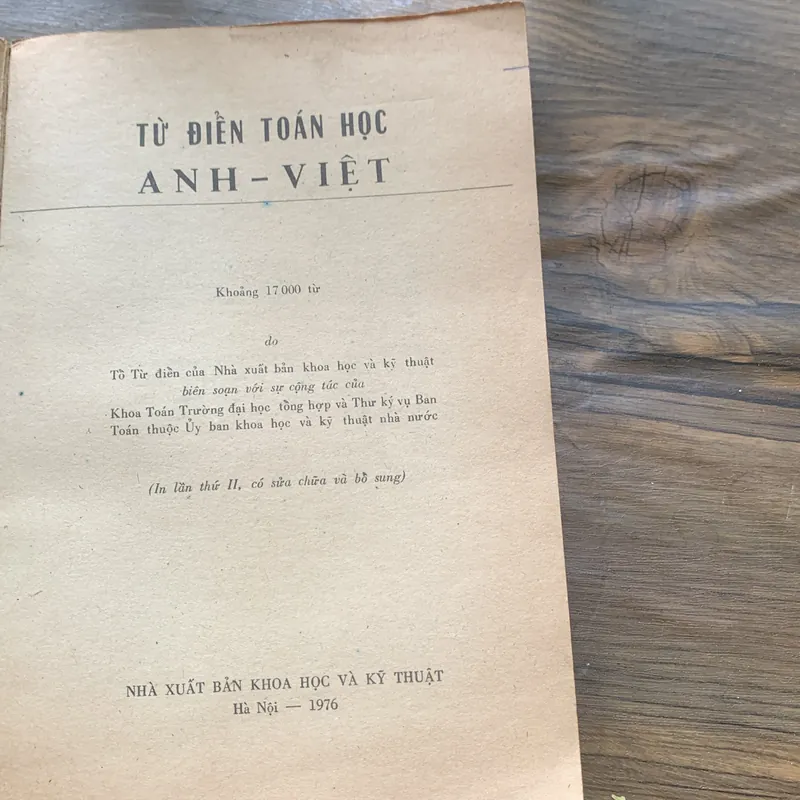 TỪ ĐIỂN TOÁN HỌC
ANH – VIỆT
Khoảng 17 000 từ
do
Tổ Từ điển của Nhà xuất bản khoa học và kỹ thuật
biên soạn với sự cộng tác của
Khoa Toán Trường đại học tổng hợp và Thư ký vụ Ban
Toán thuộc Ủy ban khoa học và kỹ thuật nhà nước
(In lần thứ II, có sửa chữa và bổ sung)
NHÀ XUẤT BẢN KHOA HỌC VÀ KỸ THUẬT
Hà Nội — 1976